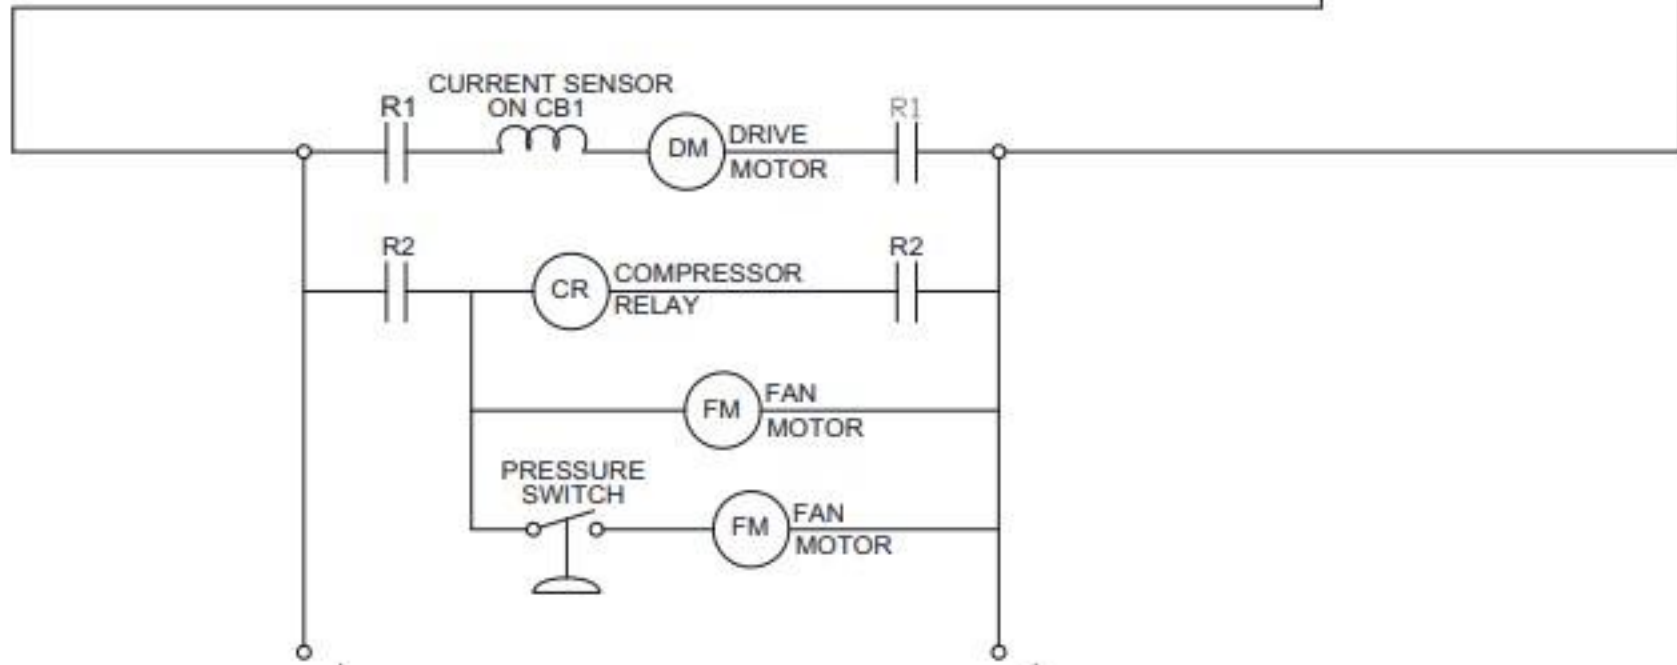 CURRENT SENSOR
ON CB1
R1
R1
DM
DRIVE
MOTOR
R2
R2
CR
COMPRESSOR
RELAY
FM
FAN
MOTOR
PRESSURE
SWITCH
FM
FAN
MOTOR